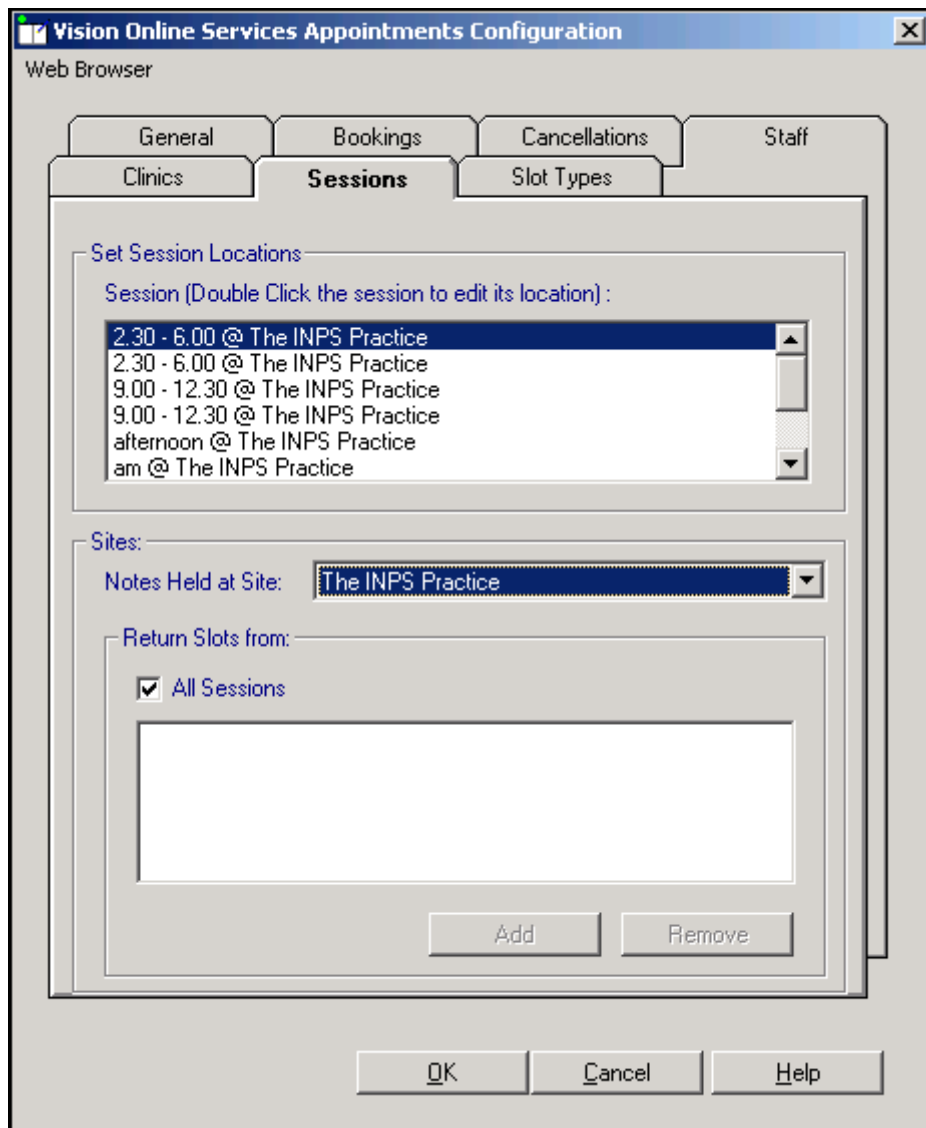 Vision Online Services Appointments Configuration
Web Browser
General Bookings Cancellations Staff
Clinics Sessions Slot Types
Set Session Locations
Session (Double Click the session to edit its location) :
2.30 - 6.00 @ The INPS Practice
2.30 - 6.00 @ The INPS Practice
9.00 - 12.30 @ The INPS Practice
9.00 - 12.30 @ The INPS Practice
afternoon @ The INPS Practice
am @ The INPS Practice
Sites:
Notes Held at Site: The INPS Practice
Return Slots from:
All Sessions
Add Remove
OK Cancel Help